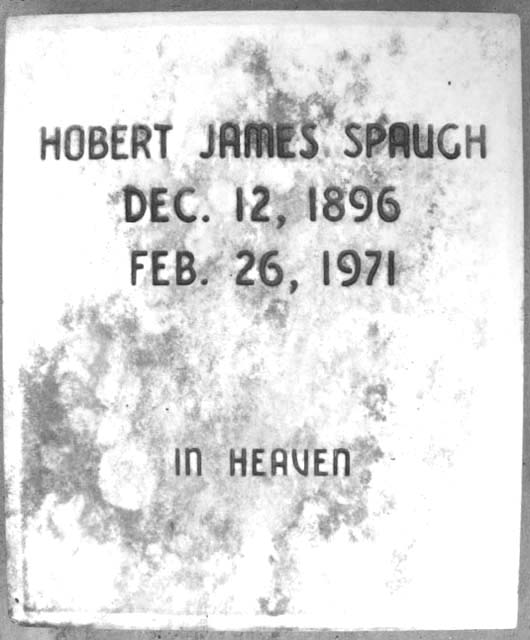 HOBERT JAMES SPAUGH
DEC. 12, 1896
FEB. 26, 1971
IN HEAVEN